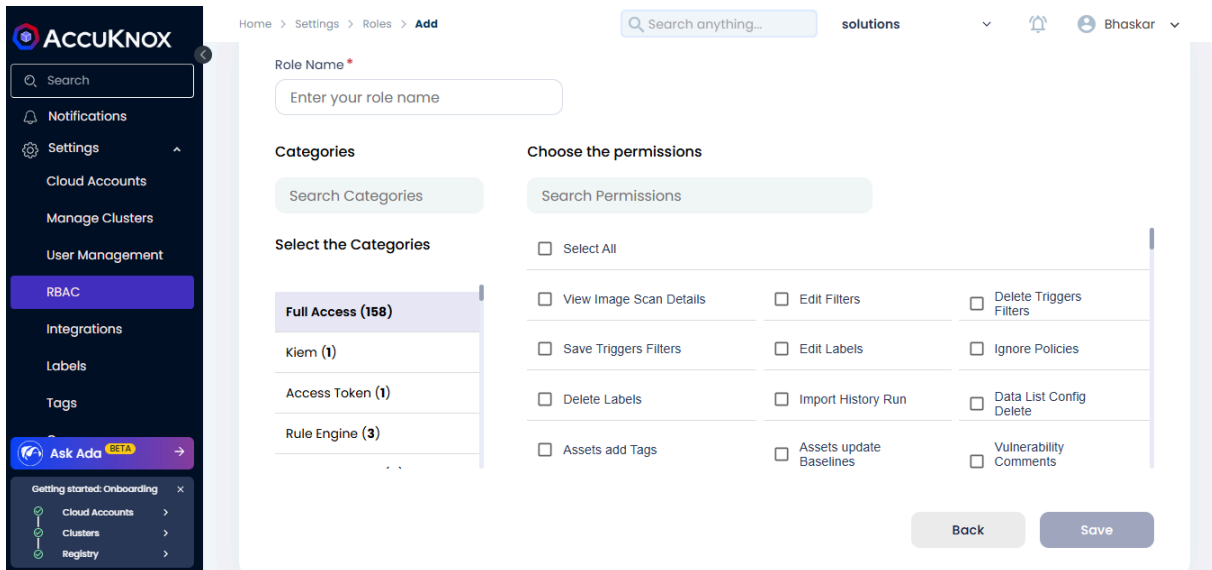 ACCUKNOX
Search
Notifications
Settings
Cloud Accounts
Manage Clusters
User Management
RBAC
Integrations
Labels
Tags
Ask Ada BETA
Getting started: Onboarding
Cloud Accounts
Clusters
Registry
Home > Settings > Roles > Add
Search anything...
solutions
Bhaskar
Role Name*
Enter your role name
Categories
Search Categories
Select the Categories
Full Access (158)
Kiem (1)
Access Token (1)
Rule Engine (3)
Choose the permissions
Search Permissions
Select All
View Image Scan Details
Edit Filters
Delete Triggers
Filters
Save Triggers Filters
Edit Labels
Ignore Policies
Delete Labels
Import History Run
Data List Config
Delete
Assets add Tags
Assets update
Baselines
Vulnerability
Comments
Back
Save